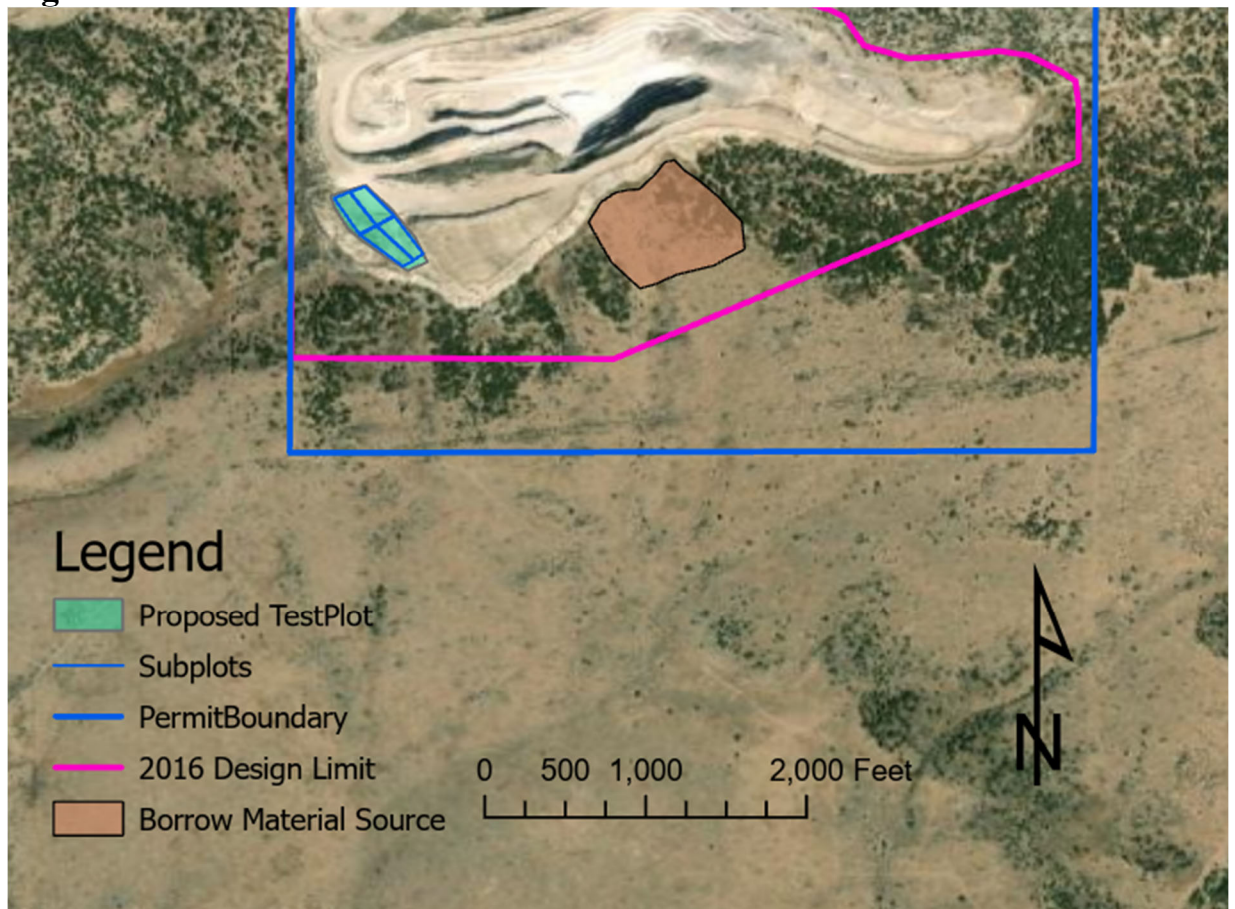 Legend
Proposed TestPlot
Subplots
PermitBoundary
2016 Design Limit
Borrow Material Source
0 500 1,000 2,000 Feet
N